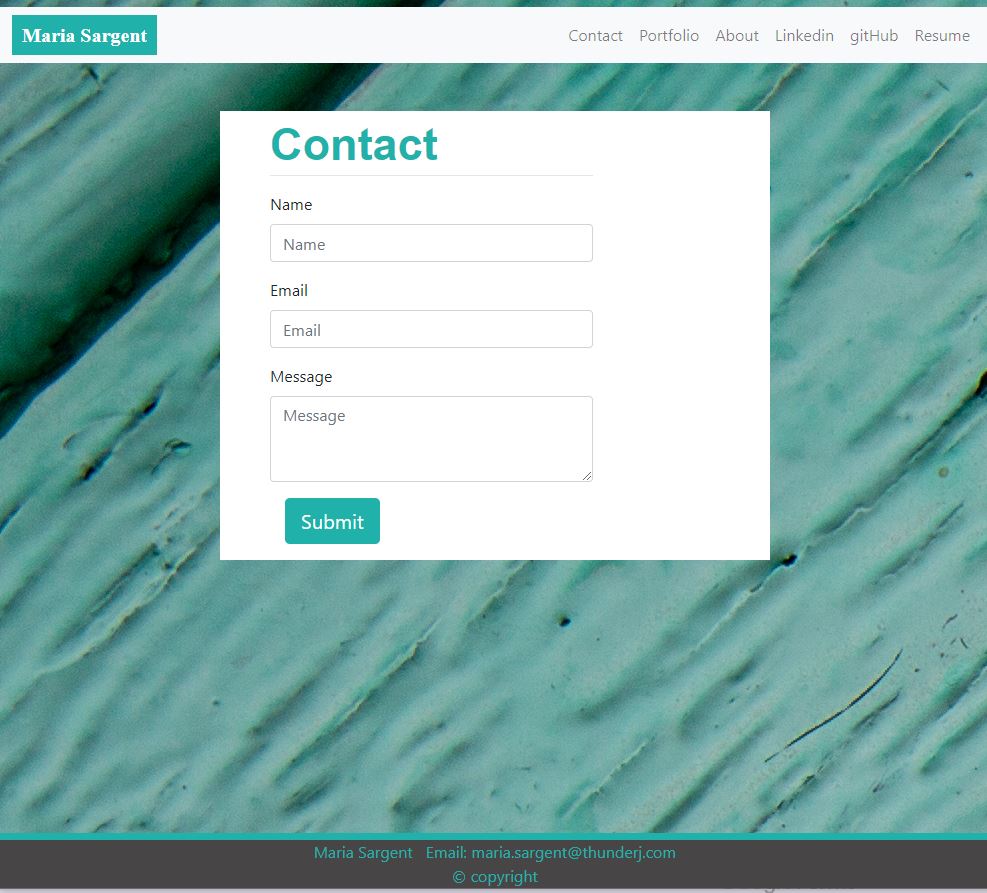 Maria Sargent
Contact Portfolio About Linkedin gitHub Resume
Contact
Name
Name
Email
Email
Message
Message
Submit
Maria Sargent Email: maria.sargent@thunderj.com
© copyright